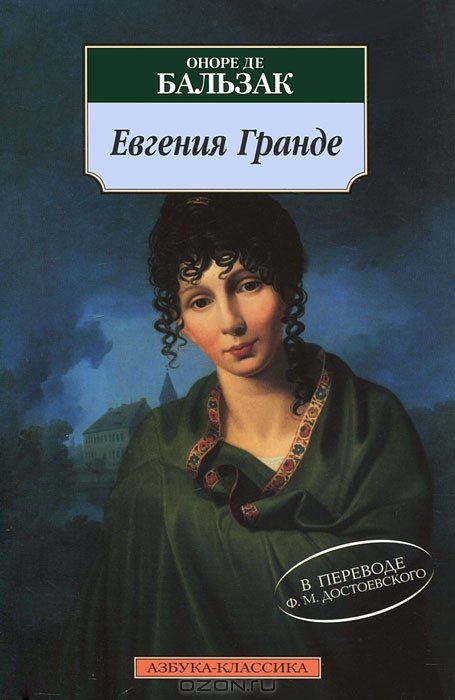 ОНОРЕ ДЕ
БАЛЬЗАК
Евгения Гранде
В ПЕРЕВОДЕ
Ф. М. ДОСТОЕВСКОГО
АЗБУКА-КЛАССИКА
ozon.ru